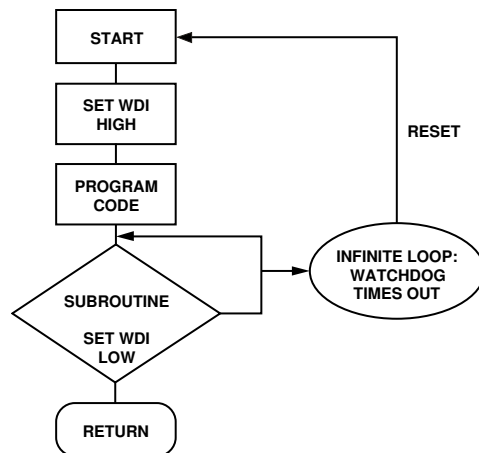 START
SET WDI
HIGH
RESET
PROGRAM
CODE
INFINITE LOOP:
WATCHDOG
TIMES OUT
SUBROUTINE
SET WDI
LOW
RETURN